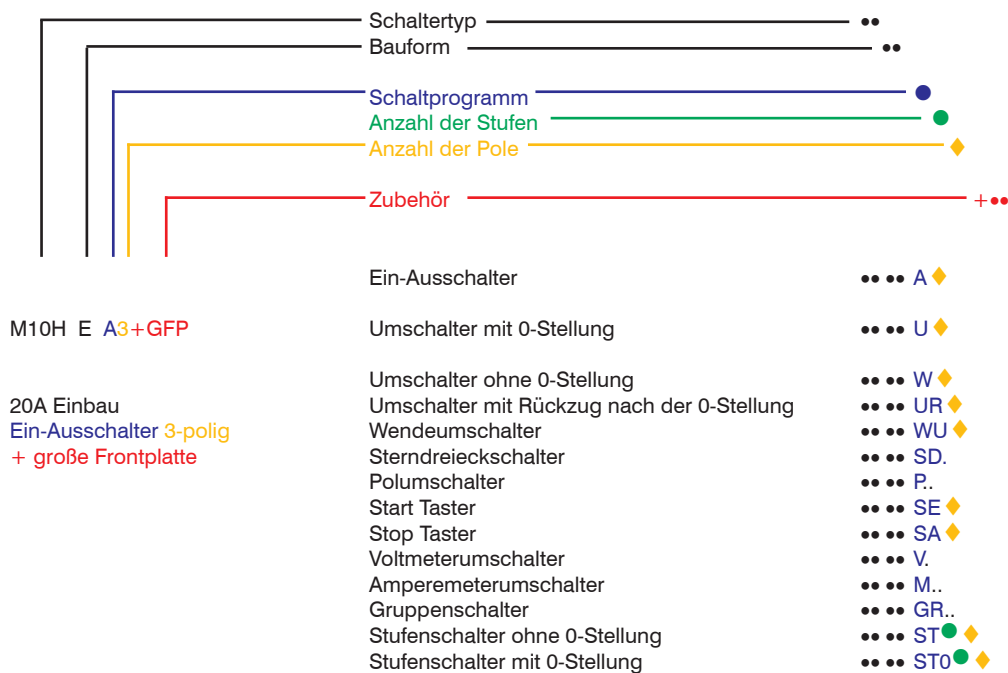 Schaltertyp ••
Bauform ••
Schaltprogramm ●
Anzahl der Stufen ●
Anzahl der Pole ♦
Zubehör +••
Ein-Ausschalter •• •• A ♦
M10H E A3+GFP
Umschalter mit 0-Stellung •• •• U ♦
Umschalter ohne 0-Stellung •• •• W ♦
20A Einbau
Ein-Ausschalter 3-polig
+ große Frontplatte
Umschalter mit Rückzug nach der 0-Stellung •• •• UR ♦
Wendeumschalter •• •• WU ♦
Sterndreieckschalter •• •• SD.
Polumschalter •• •• P..
Start Taster •• •• SE ♦
Stop Taster •• •• SA ♦
Voltmeterumschalter •• •• V.
Amperemeterumschalter •• •• M..
Gruppenschalter •• •• GR..
Stufenschalter ohne 0-Stellung •• •• ST ● ♦
Stufenschalter mit 0-Stellung •• •• ST0 ● ♦